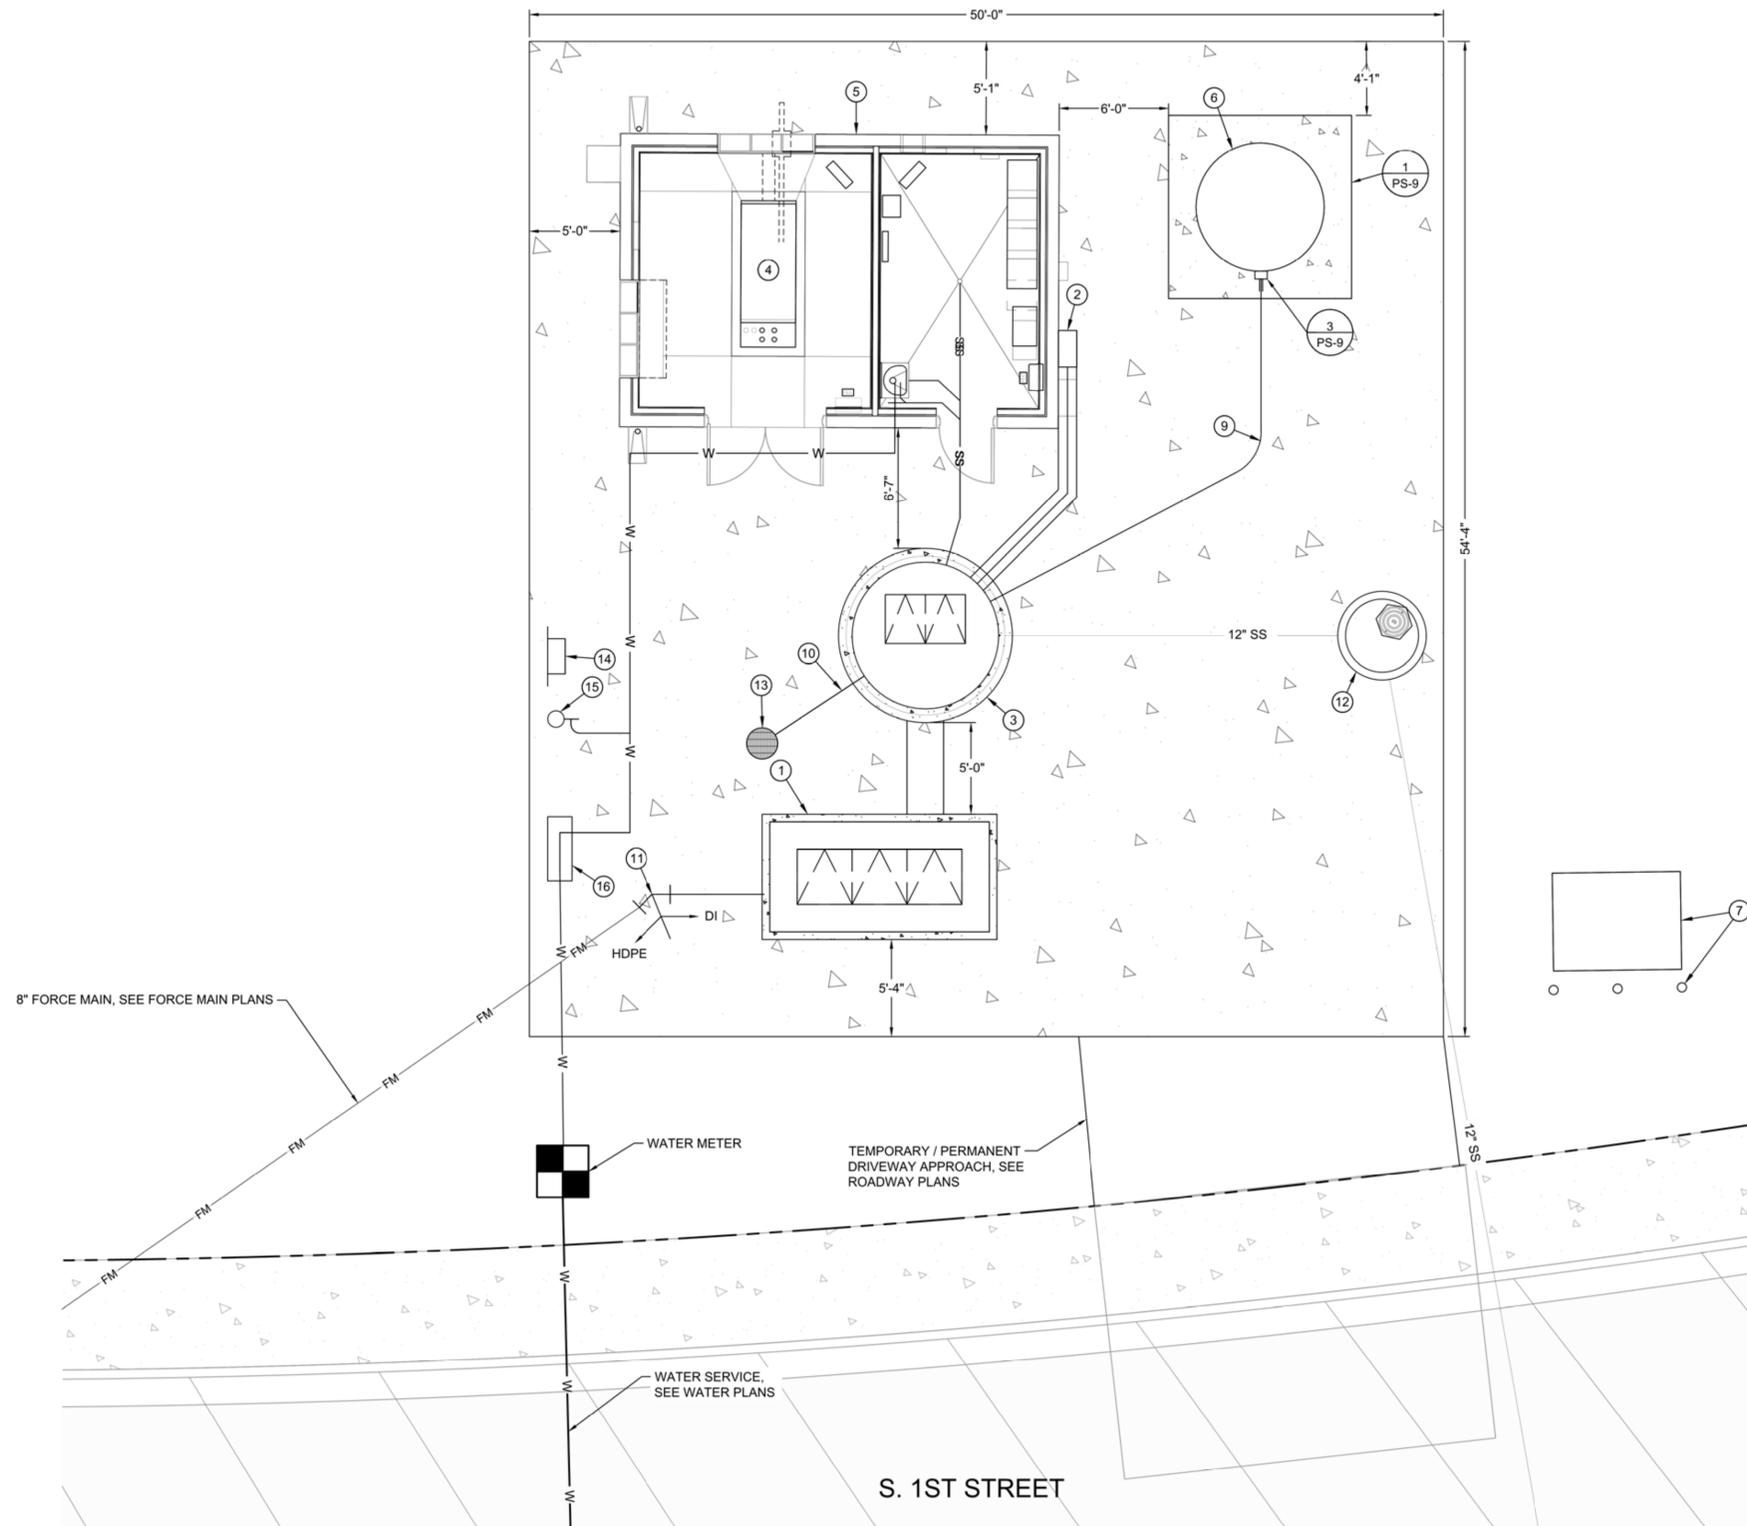 50'-0"
5'-1"
4'-1"
5
6
6'-0"
1
PS-9
5'-0"
4
2
3
PS-9
SS
9
W
W
SS
6'-7"
W
54'-4"
W
14
10
12" SS
13
15
12
3
W
1
5'-0"
11
16
7
DI
W
FM
HDPE
5'-4"
8" FORCE MAIN, SEE FORCE MAIN PLANS
FM
W
FM
WATER METER
TEMPORARY / PERMANENT
DRIVEWAY APPROACH, SEE
ROADWAY PLANS
12" SS
FM
FM
FM
W
WATER SERVICE,
SEE WATER PLANS
W
S. 1ST STREET
W